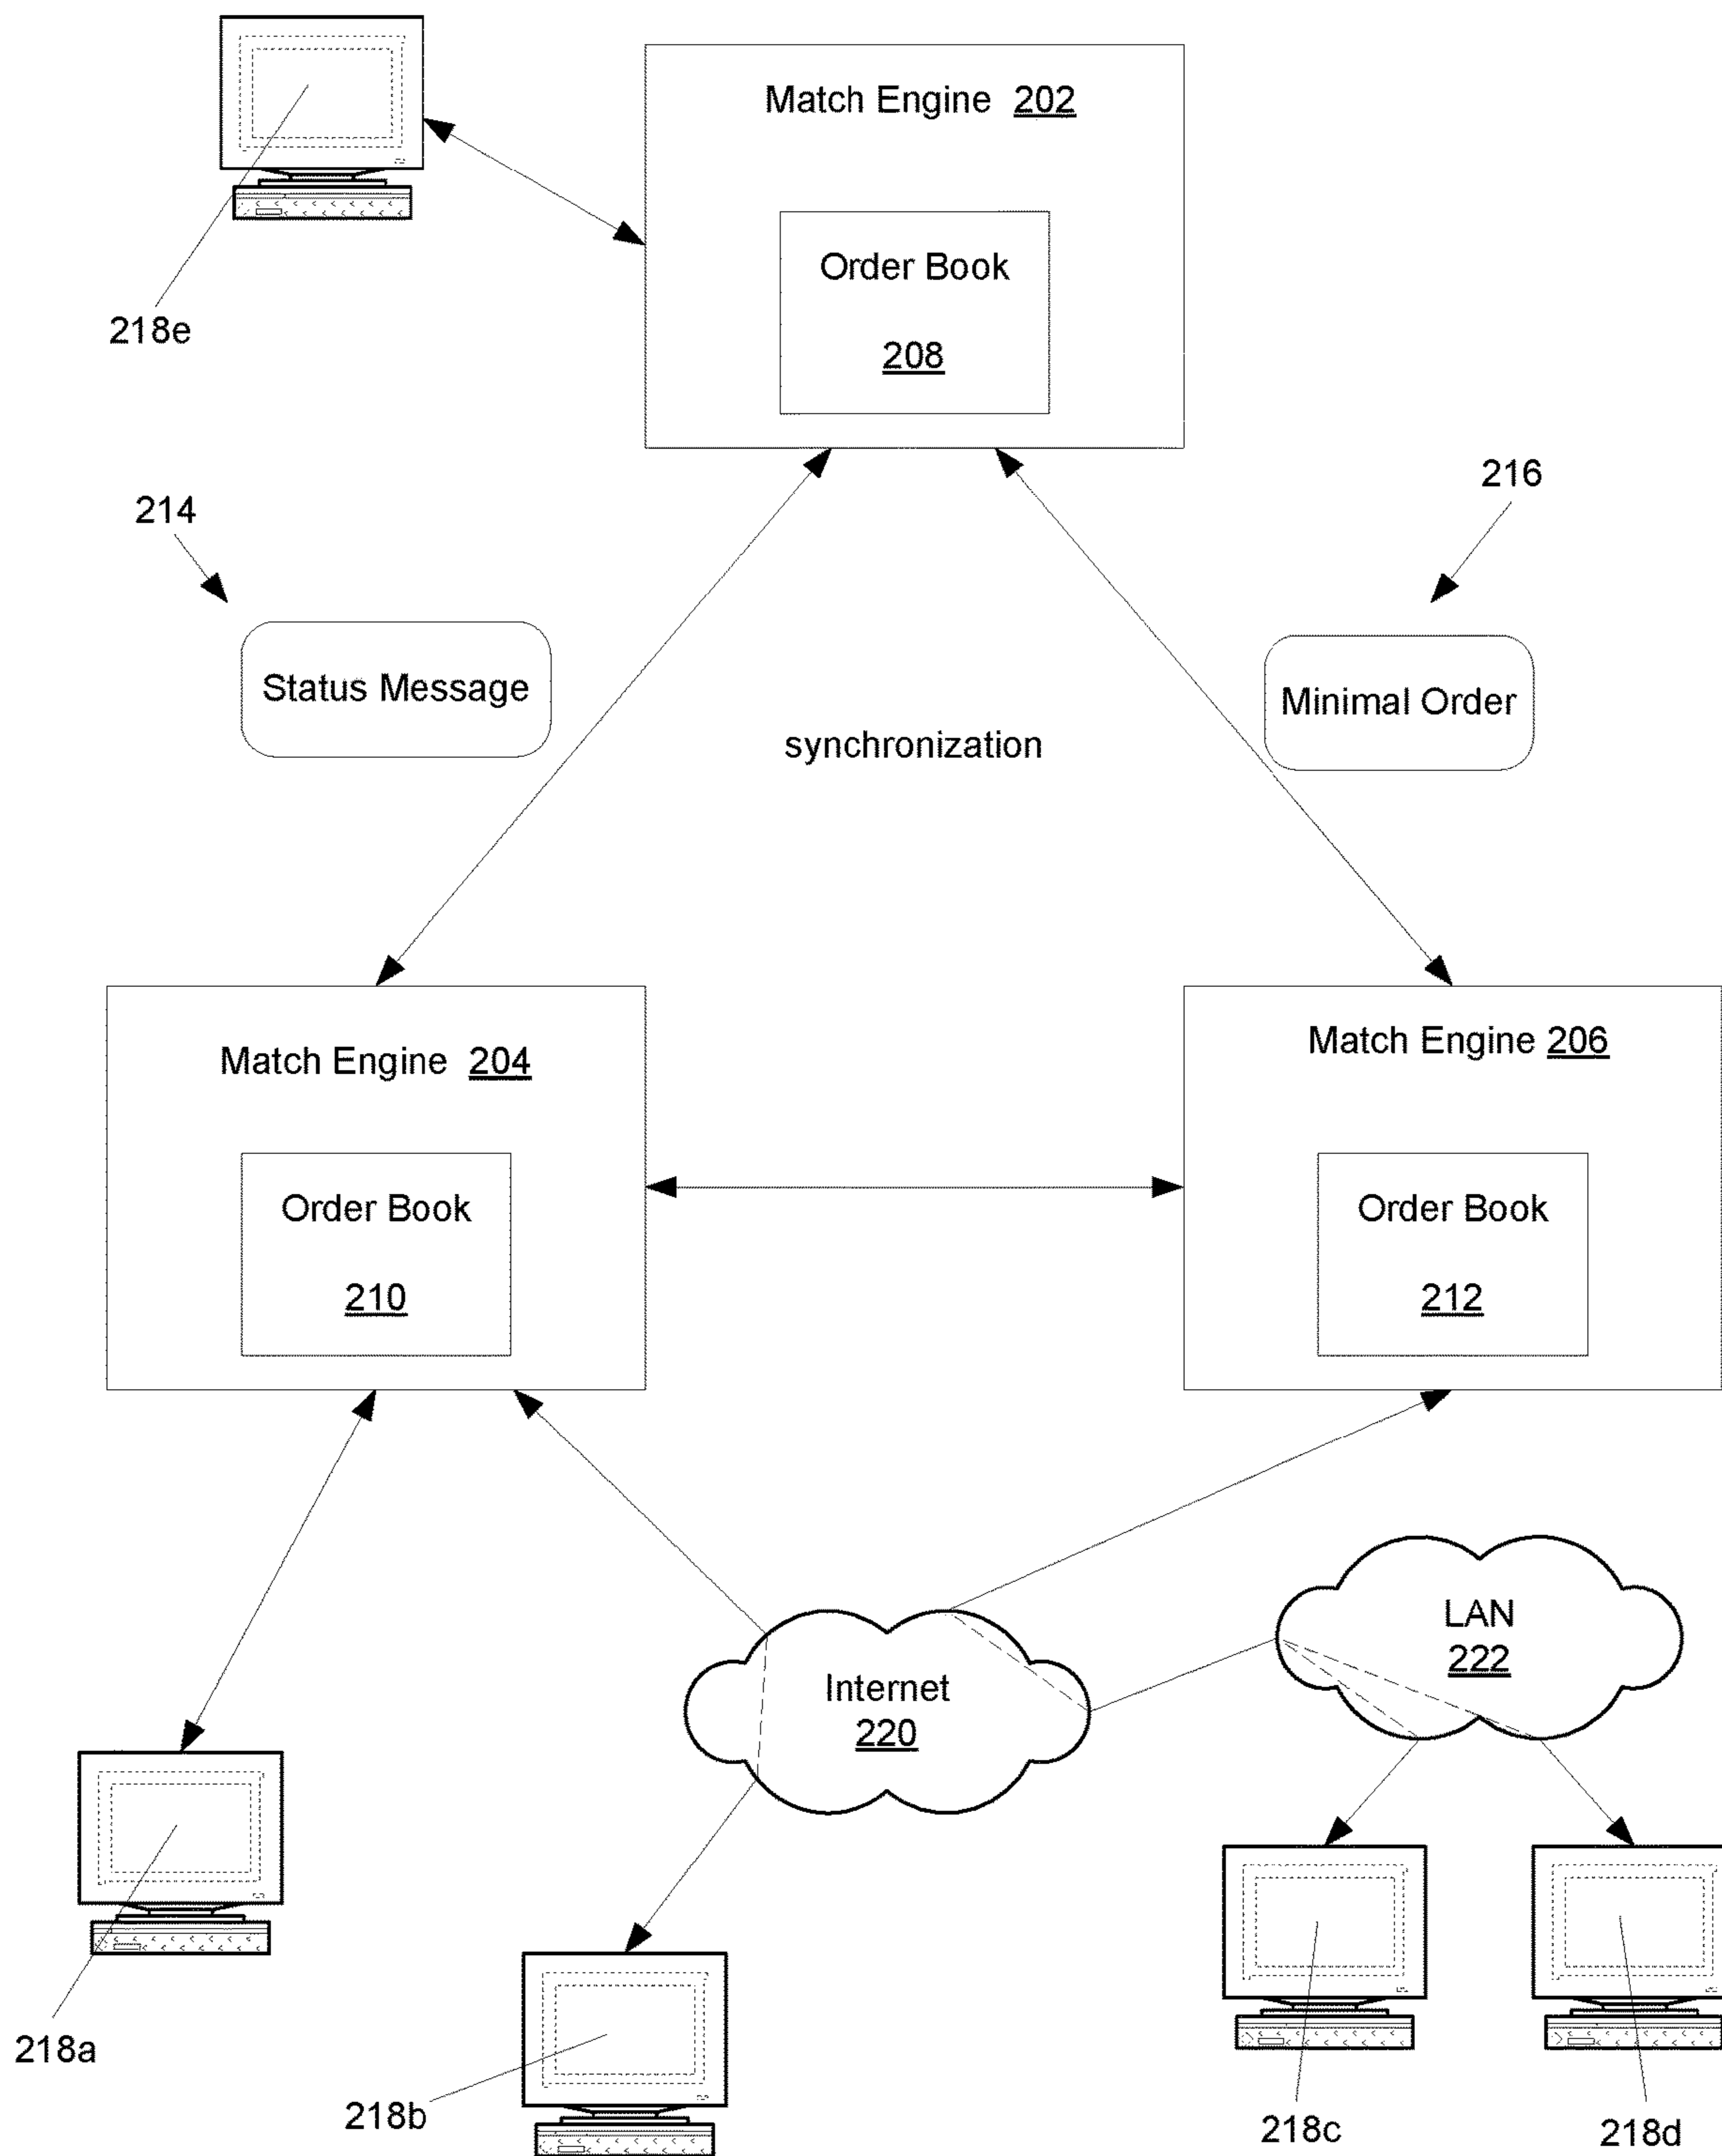 Match Engine 202
Order Book
208
218e
214
216
Status Message
Minimal Order
synchronization
Match Engine 204
Match Engine 206
Order Book
210
Order Book
212
LAN
222
Internet
220
218a
218b
218c
218d